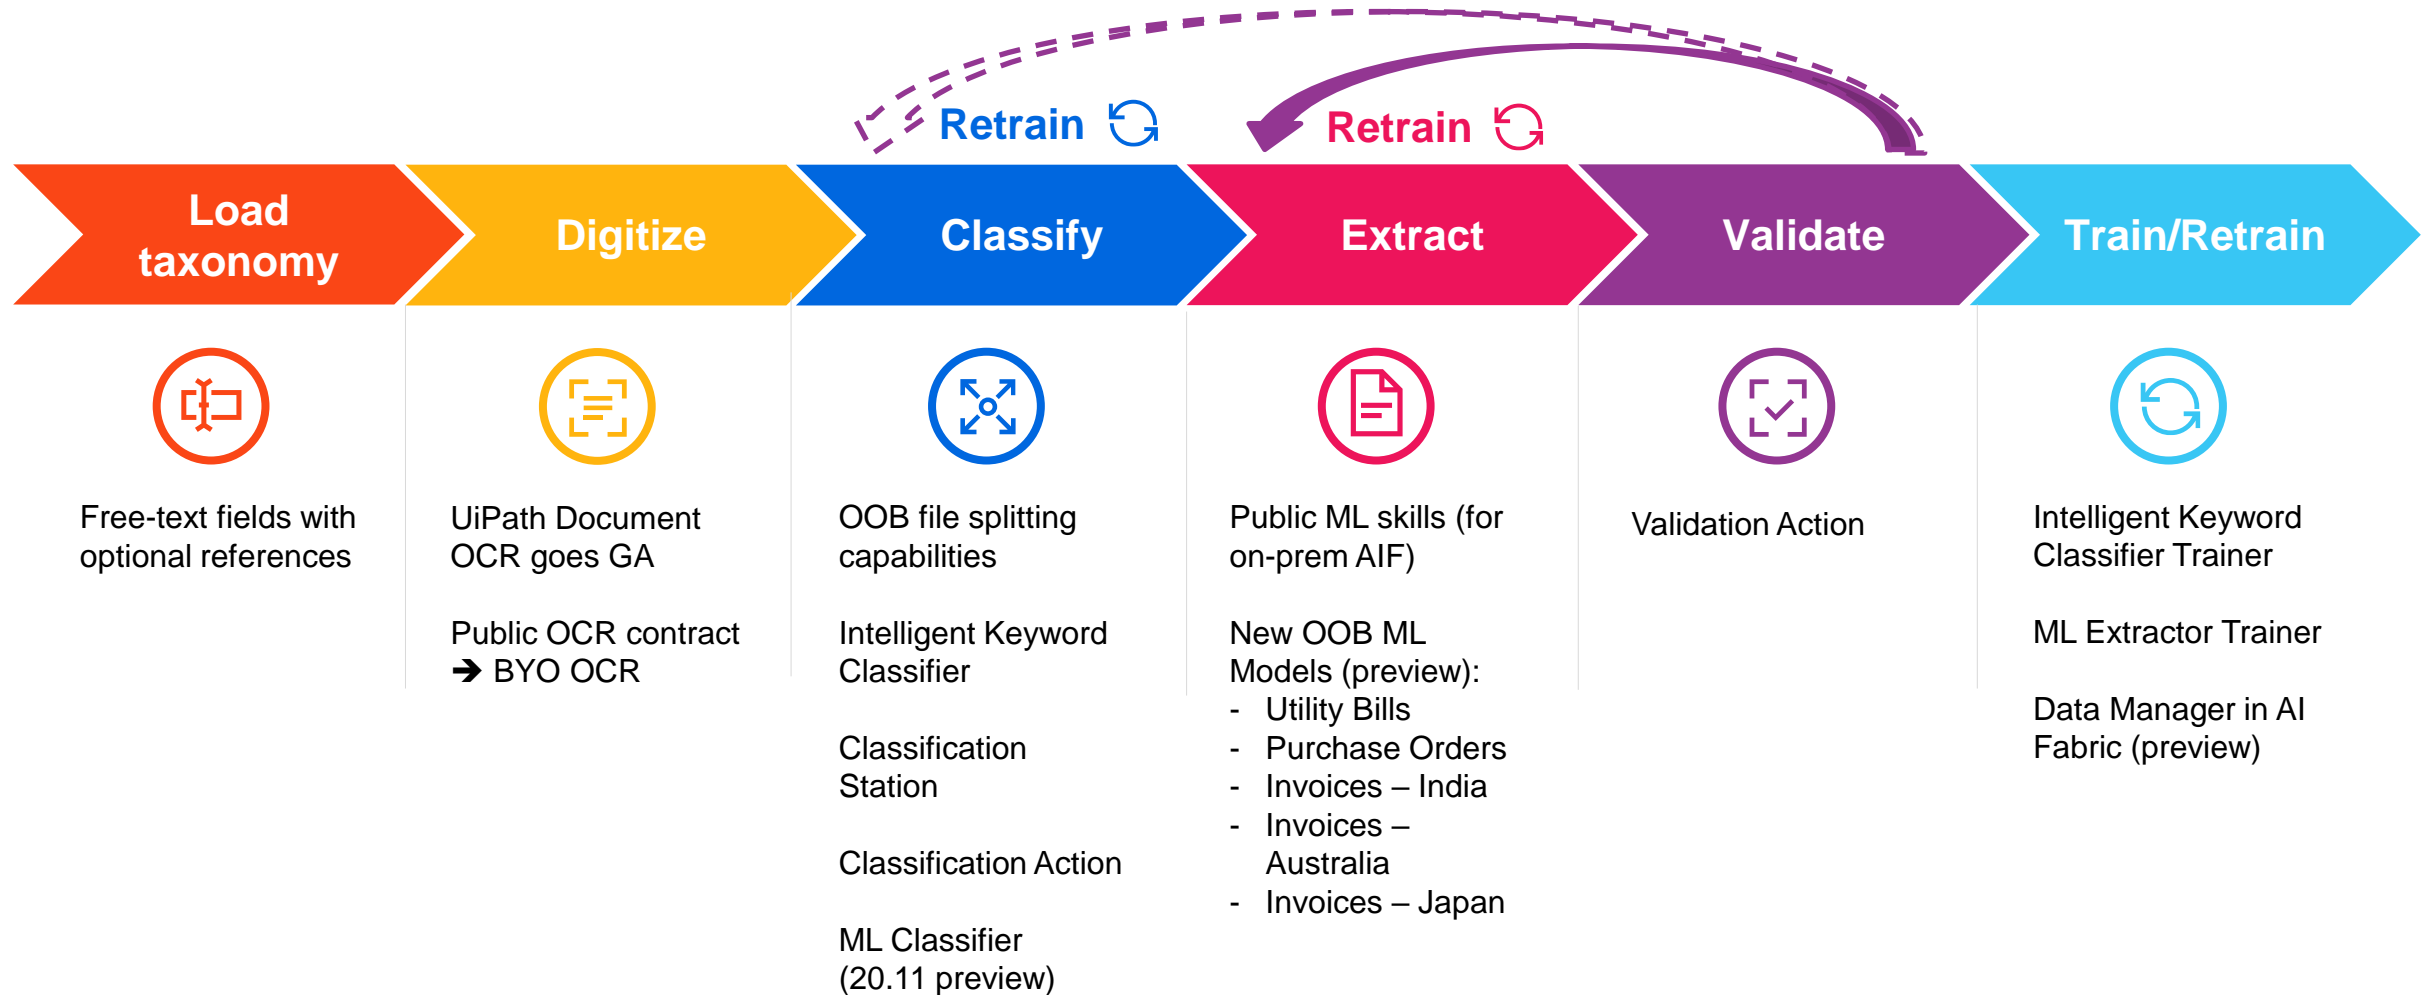 Retrain
Retrain
Load
taxonomy
Digitize
Classify
Extract
Validate
Train/Retrain
Free-text fields with
optional references
UiPath Document
OCR goes GA
Public OCR contract
➔ BYO OCR
OOB file splitting
capabilities
Intelligent Keyword
Classifier
Classification
Station
Classification Action
ML Classifier
(20.11 preview)
Public ML skills (for
on-prem AIF)
New OOB ML
Models (preview):
- Utility Bills
- Purchase Orders
- Invoices – India
- Invoices –
Australia
- Invoices – Japan
Validation Action
Intelligent Keyword
Classifier Trainer
ML Extractor Trainer
Data Manager in AI
Fabric (preview)